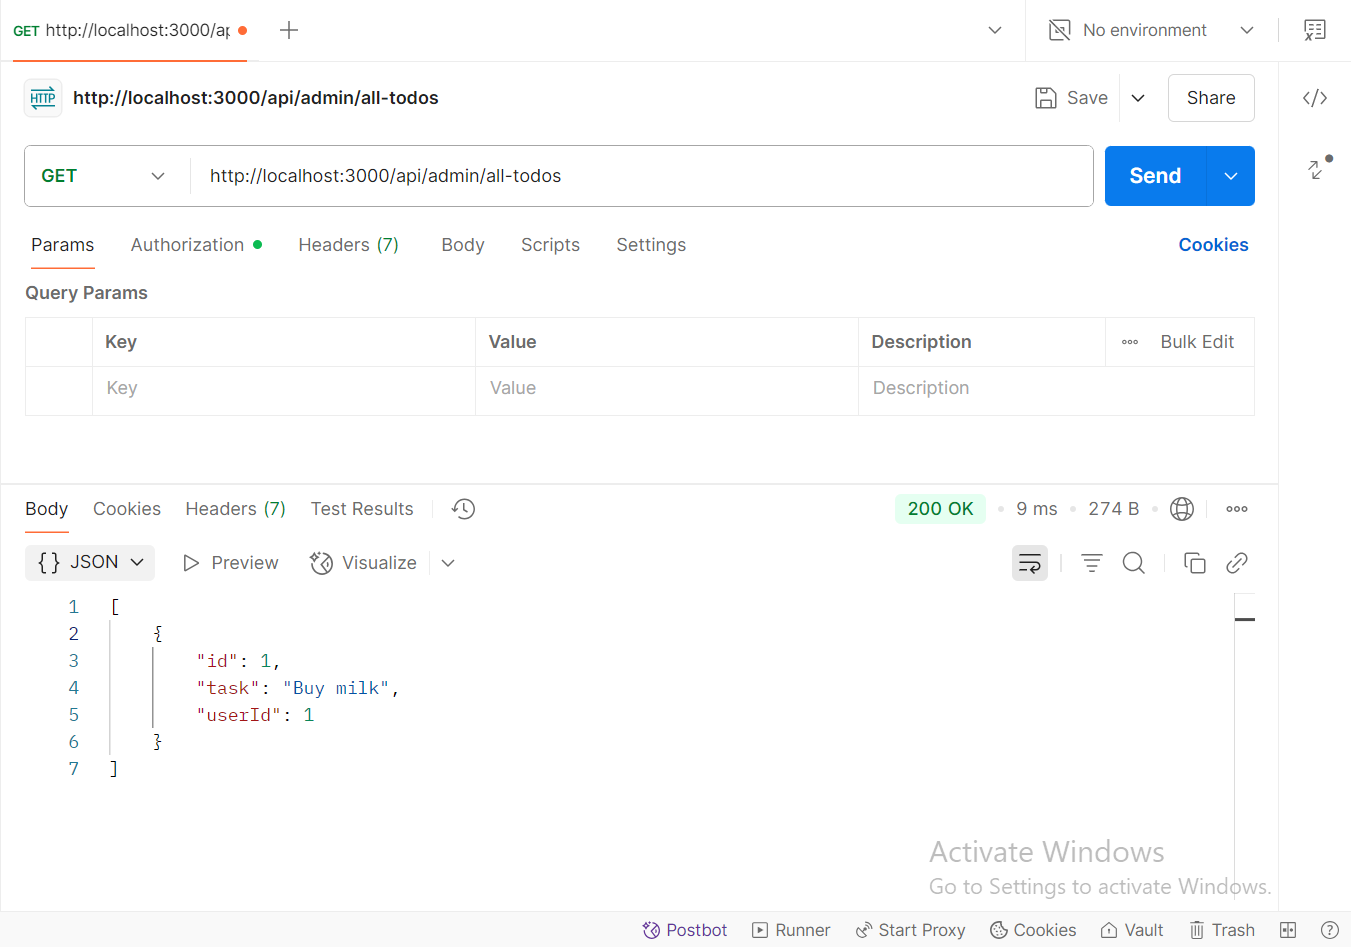 GET http://localhost:3000/ap
No environment
HTTP http://localhost:3000/api/admin/all-todos
Save
Share
GET http://localhost:3000/api/admin/all-todos
Send
Params Authorization Headers (7) Body Scripts Settings Cookies
Query Params
Key Value Description Bulk Edit
Key Value Description
Body Cookies Headers (7) Test Results 200 OK 9 ms 274 B
{} JSON Preview Visualize
1 [
2 {
3 "id": 1,
4 "task": "Buy milk",
5 "userId": 1
6 }
7 ]
Activate Windows
Go to Settings to activate Windows.
Postbot Runner Start Proxy Cookies Vault Trash